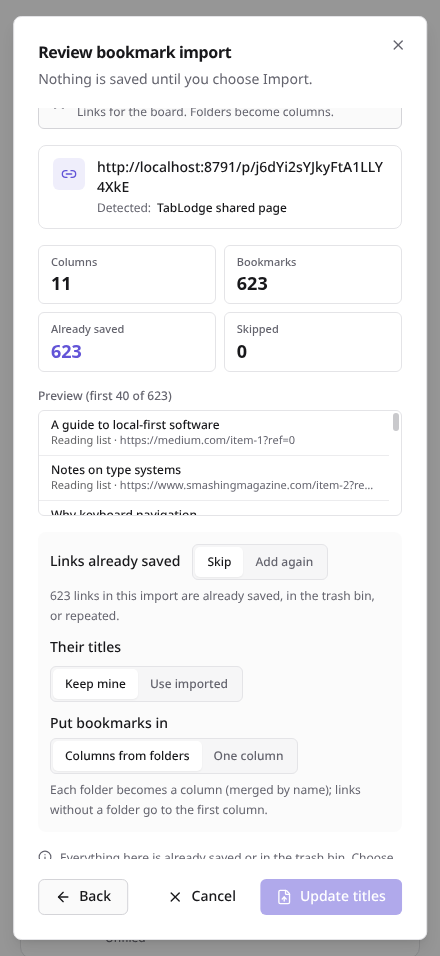 Review bookmark import
Nothing is saved until you choose Import.
Links for the board. Folders become columns.
http://localhost:8791/p/j6dYi2sYJkyFtA1LLY
4XkE
Detected: TabLodge shared page
Columns
11
Bookmarks
623
Already saved
623
Skipped
0
Preview (first 40 of 623)
A guide to local-first software
Reading list · https://medium.com/item-1?ref=0
Notes on type systems
Reading list · https://www.smashingmagazine.com/item-2?re...
Why keyboard navigation
Links already saved
Skip
Add again
623 links in this import are already saved, in the trash bin,
or repeated.
Their titles
Keep mine
Use imported
Put bookmarks in
Columns from folders
One column
Each folder becomes a column (merged by name); links
without a folder go to the first column.
Everything here is already saved or in the trash bin. Choose
Back
Cancel
Update titles